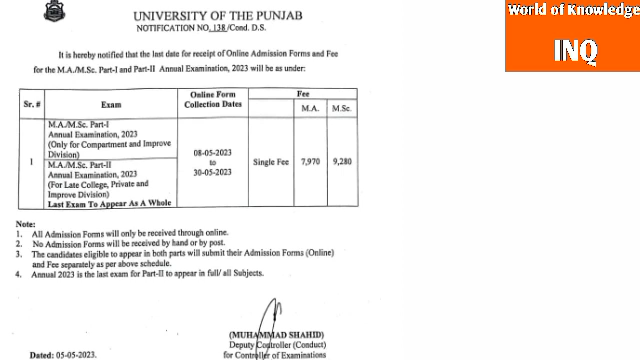 UNIVERSITY OF THE PUNJAB
NOTIFICATION NO. 138/Cond. D.S.
World of Knowledge
INQ
It is hereby notified that the last date for receipt of Online Admission Forms and Fee
for the M.A./M.Sc. Part-I and Part-II Annual Examination, 2023 will be as under:
Sr. #
Exam
Online Form
Collection Dates
Fee
M.A.
M.Sc.
1
M.A./M.Sc. Part-I
Annual Examination, 2023
(Only for Compartment and Improve
Division)
M.A./M.Sc. Part-II
Annual Examination, 2023
(For Late College, Private and
Improve Division)
Last Exam To Appear As A Whole
08-05-2023
to
30-05-2023
Single Fee
7,970
9,280
Note:
1. All Admission Forms will only be received through online.
2. No Admission Forms will be received by hand or by post.
3. The candidates eligible to appear in both parts will submit their Admission Forms (Online)
and Fee separately as per above schedule.
4. Annual 2023 is the last exam for Part-II to appear in full/ all Subjects.
(MUHAMMAD SHAHID)
Deputy Controller (Conduct)
for Controller of Examinations
Dated: 05-05-2023.